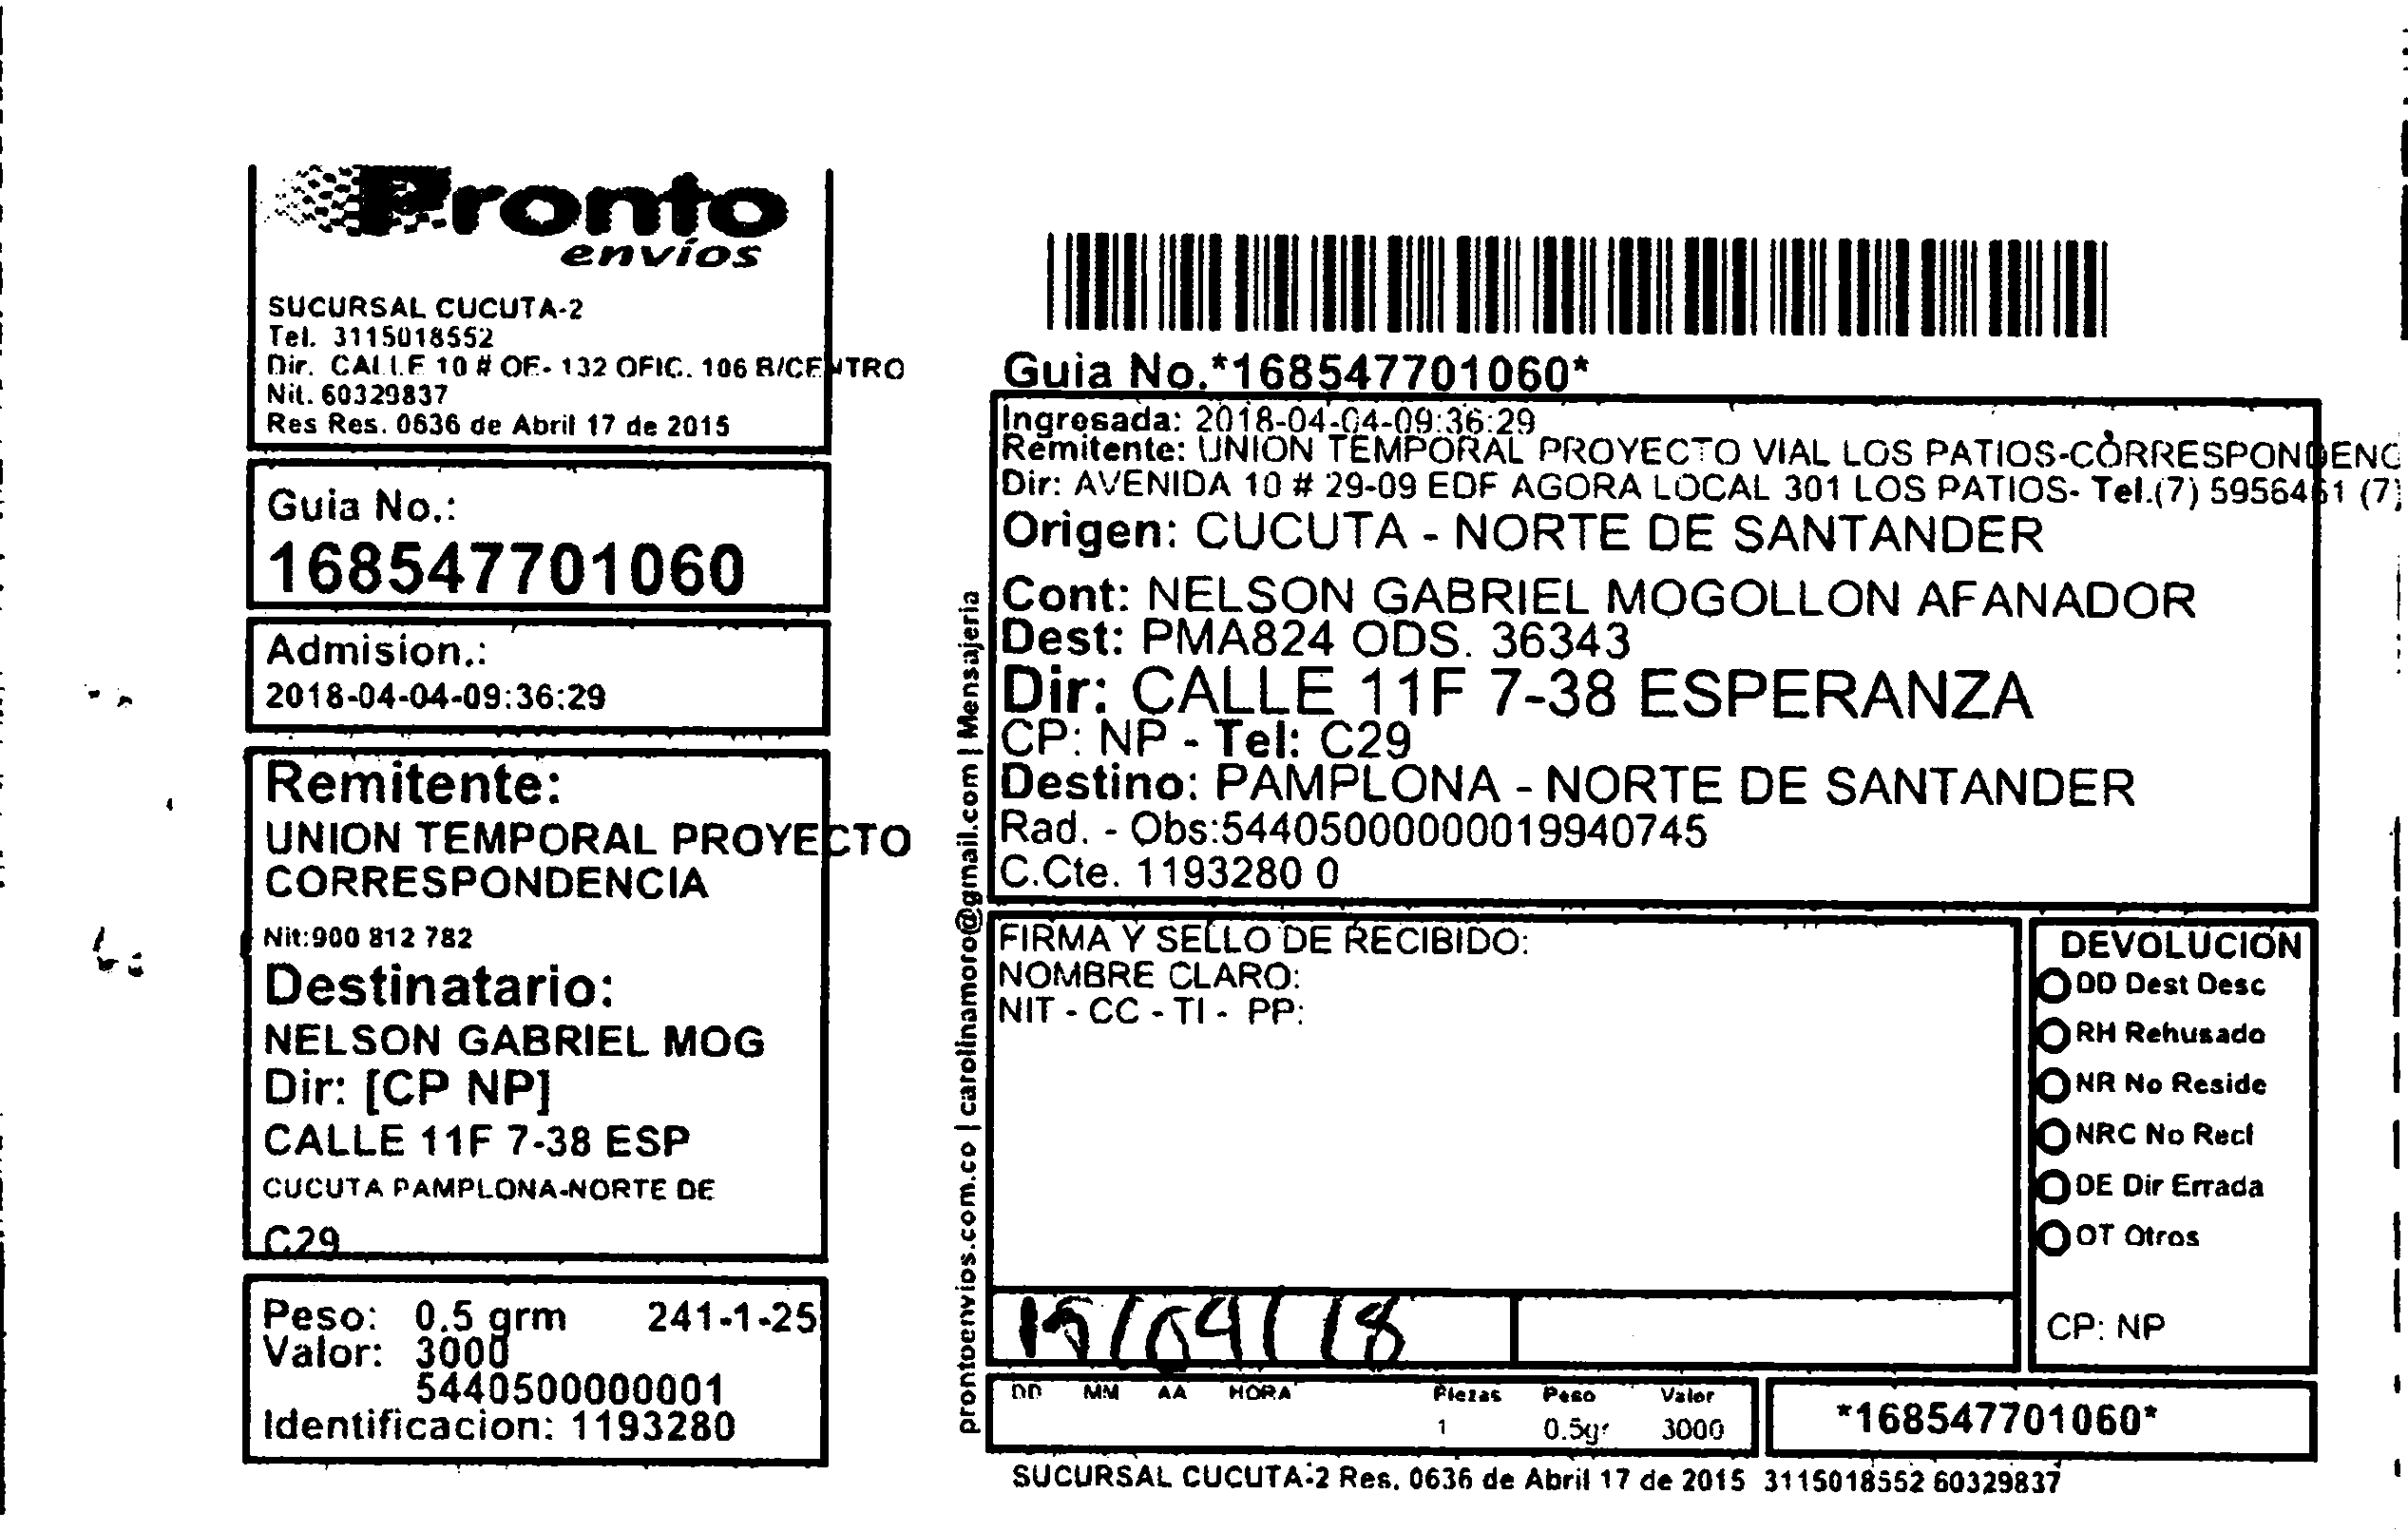 Pronto
envíos
SUCURSAL CUCUTA-2
Tel. 3115018552
Dir. CALLE 10 # OE- 132 OFIC. 106 B/CENTRO
Nit. 60329837
Res Res. 0636 de Abril 17 de 2015
Guia No.:
168547701060
Admision.:
2018-04-04-09:36:29
Remitente:
UNION TEMPORAL PROYECTO
CORRESPONDENCIA
Nit:900 812 782
Destinatario:
NELSON GABRIEL MOG
Dir: [CP NP]
CALLE 11F 7-38 ESP
CUCUTA PAMPLONA-NORTE DE
C29
Peso: 0.5 grm 241-1-25
Valor: 3000
5440500000001
Identificacion: 1193280
prontoenvios.com.co | carolinamoro@gmail.com | Mensajeria
Guia No.*168547701060*
Ingresada: 2018-04-04-09:36:29
Remitente: UNION TEMPORAL PROYECTO VIAL LOS PATIOS-CORRESPONDENC
Dir: AVENIDA 10 # 29-09 EDF AGORA LOCAL 301 LOS PATIOS- Tel.(7) 5956461 (7)
Origen: CUCUTA - NORTE DE SANTANDER
Cont: NELSON GABRIEL MOGOLLON AFANADOR
Dest: PMA824 ODS. 36343
Dir: CALLE 11F 7-38 ESPERANZA
CP: NP - Tel: C29
Destino: PAMPLONA - NORTE DE SANTANDER
Rad. - Obs:544050000000019940745
C.Cte. 1193280 0
FIRMA Y SELLO DE RECIBIDO:
NOMBRE CLARO:
NIT - CC - TI - PP:
DEVOLUCION
DD Dest Desc
RH Rehusado
NR No Reside
NRC No Recl
DE Dir Errada
OT Otros
CP: NP
/04/18
DD MM AA HORA Piezas Peso Valor
1 0.5gr 3000
*168547701060*
SUCURSAL CUCUTA-2 Res. 0636 de Abril 17 de 2015 3115018552 60329837